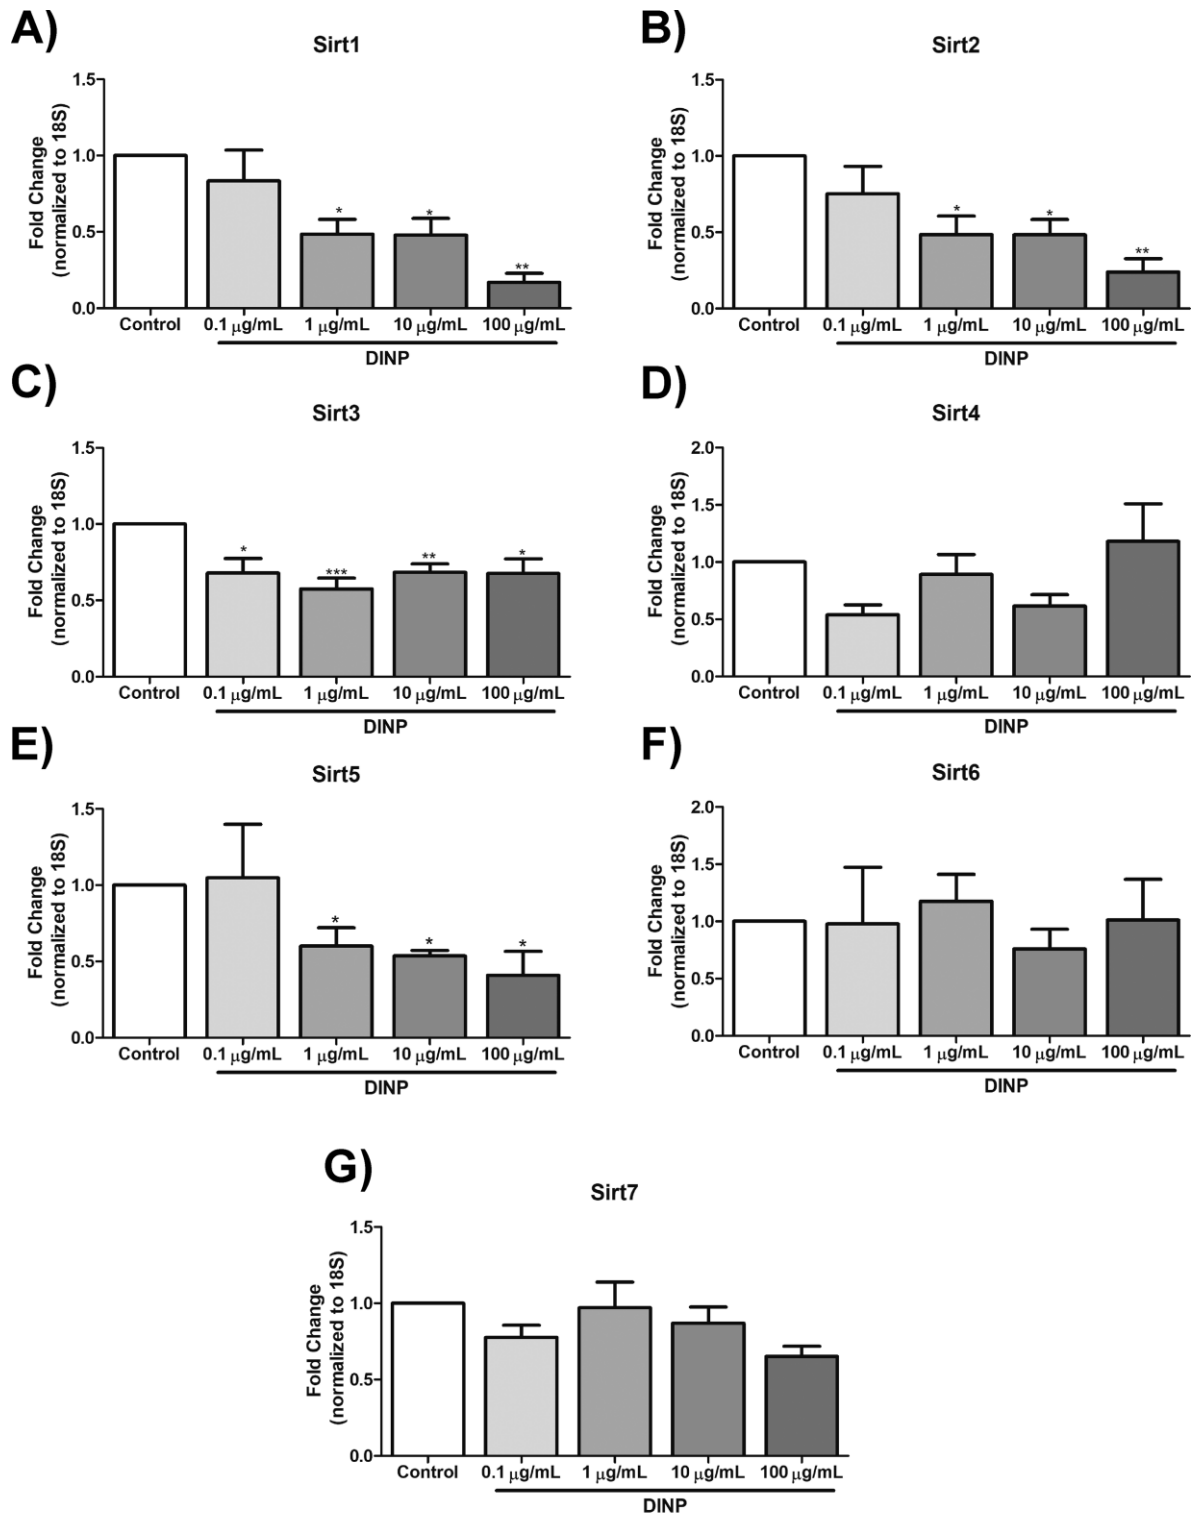 A)
Sirt1
Fold Change
(normalized to 18S)
1.5
1.0
0.5
0.0
*
*
**
Control
0.1 µg/mL
1 µg/mL
10 µg/mL
100 µg/mL
DINP
B)
Sirt2
Fold Change
(normalized to 18S)
1.5
1.0
0.5
0.0
*
*
**
Control
0.1 µg/mL
1 µg/mL
10 µg/mL
100 µg/mL
DINP
C)
Sirt3
Fold Change
(normalized to 18S)
1.5
1.0
0.5
0.0
*
***
**
*
Control
0.1 µg/mL
1 µg/mL
10 µg/mL
100 µg/mL
DINP
D)
Sirt4
Fold Change
(normalized to 18S)
2.0
1.5
1.0
0.5
0.0
Control
0.1 µg/mL
1 µg/mL
10 µg/mL
100 µg/mL
DINP
E)
Sirt5
Fold Change
(normalized to 18S)
1.5
1.0
0.5
0.0
*
*
*
Control
0.1 µg/mL
1 µg/mL
10 µg/mL
100 µg/mL
DINP
F)
Sirt6
Fold Change
(normalized to 18S)
2.0
1.5
1.0
0.5
0.0
Control
0.1 µg/mL
1 µg/mL
10 µg/mL
100 µg/mL
DINP
G)
Sirt7
Fold Change
(normalized to 18S)
1.5
1.0
0.5
0.0
Control
0.1 µg/mL
1 µg/mL
10 µg/mL
100 µg/mL
DINP